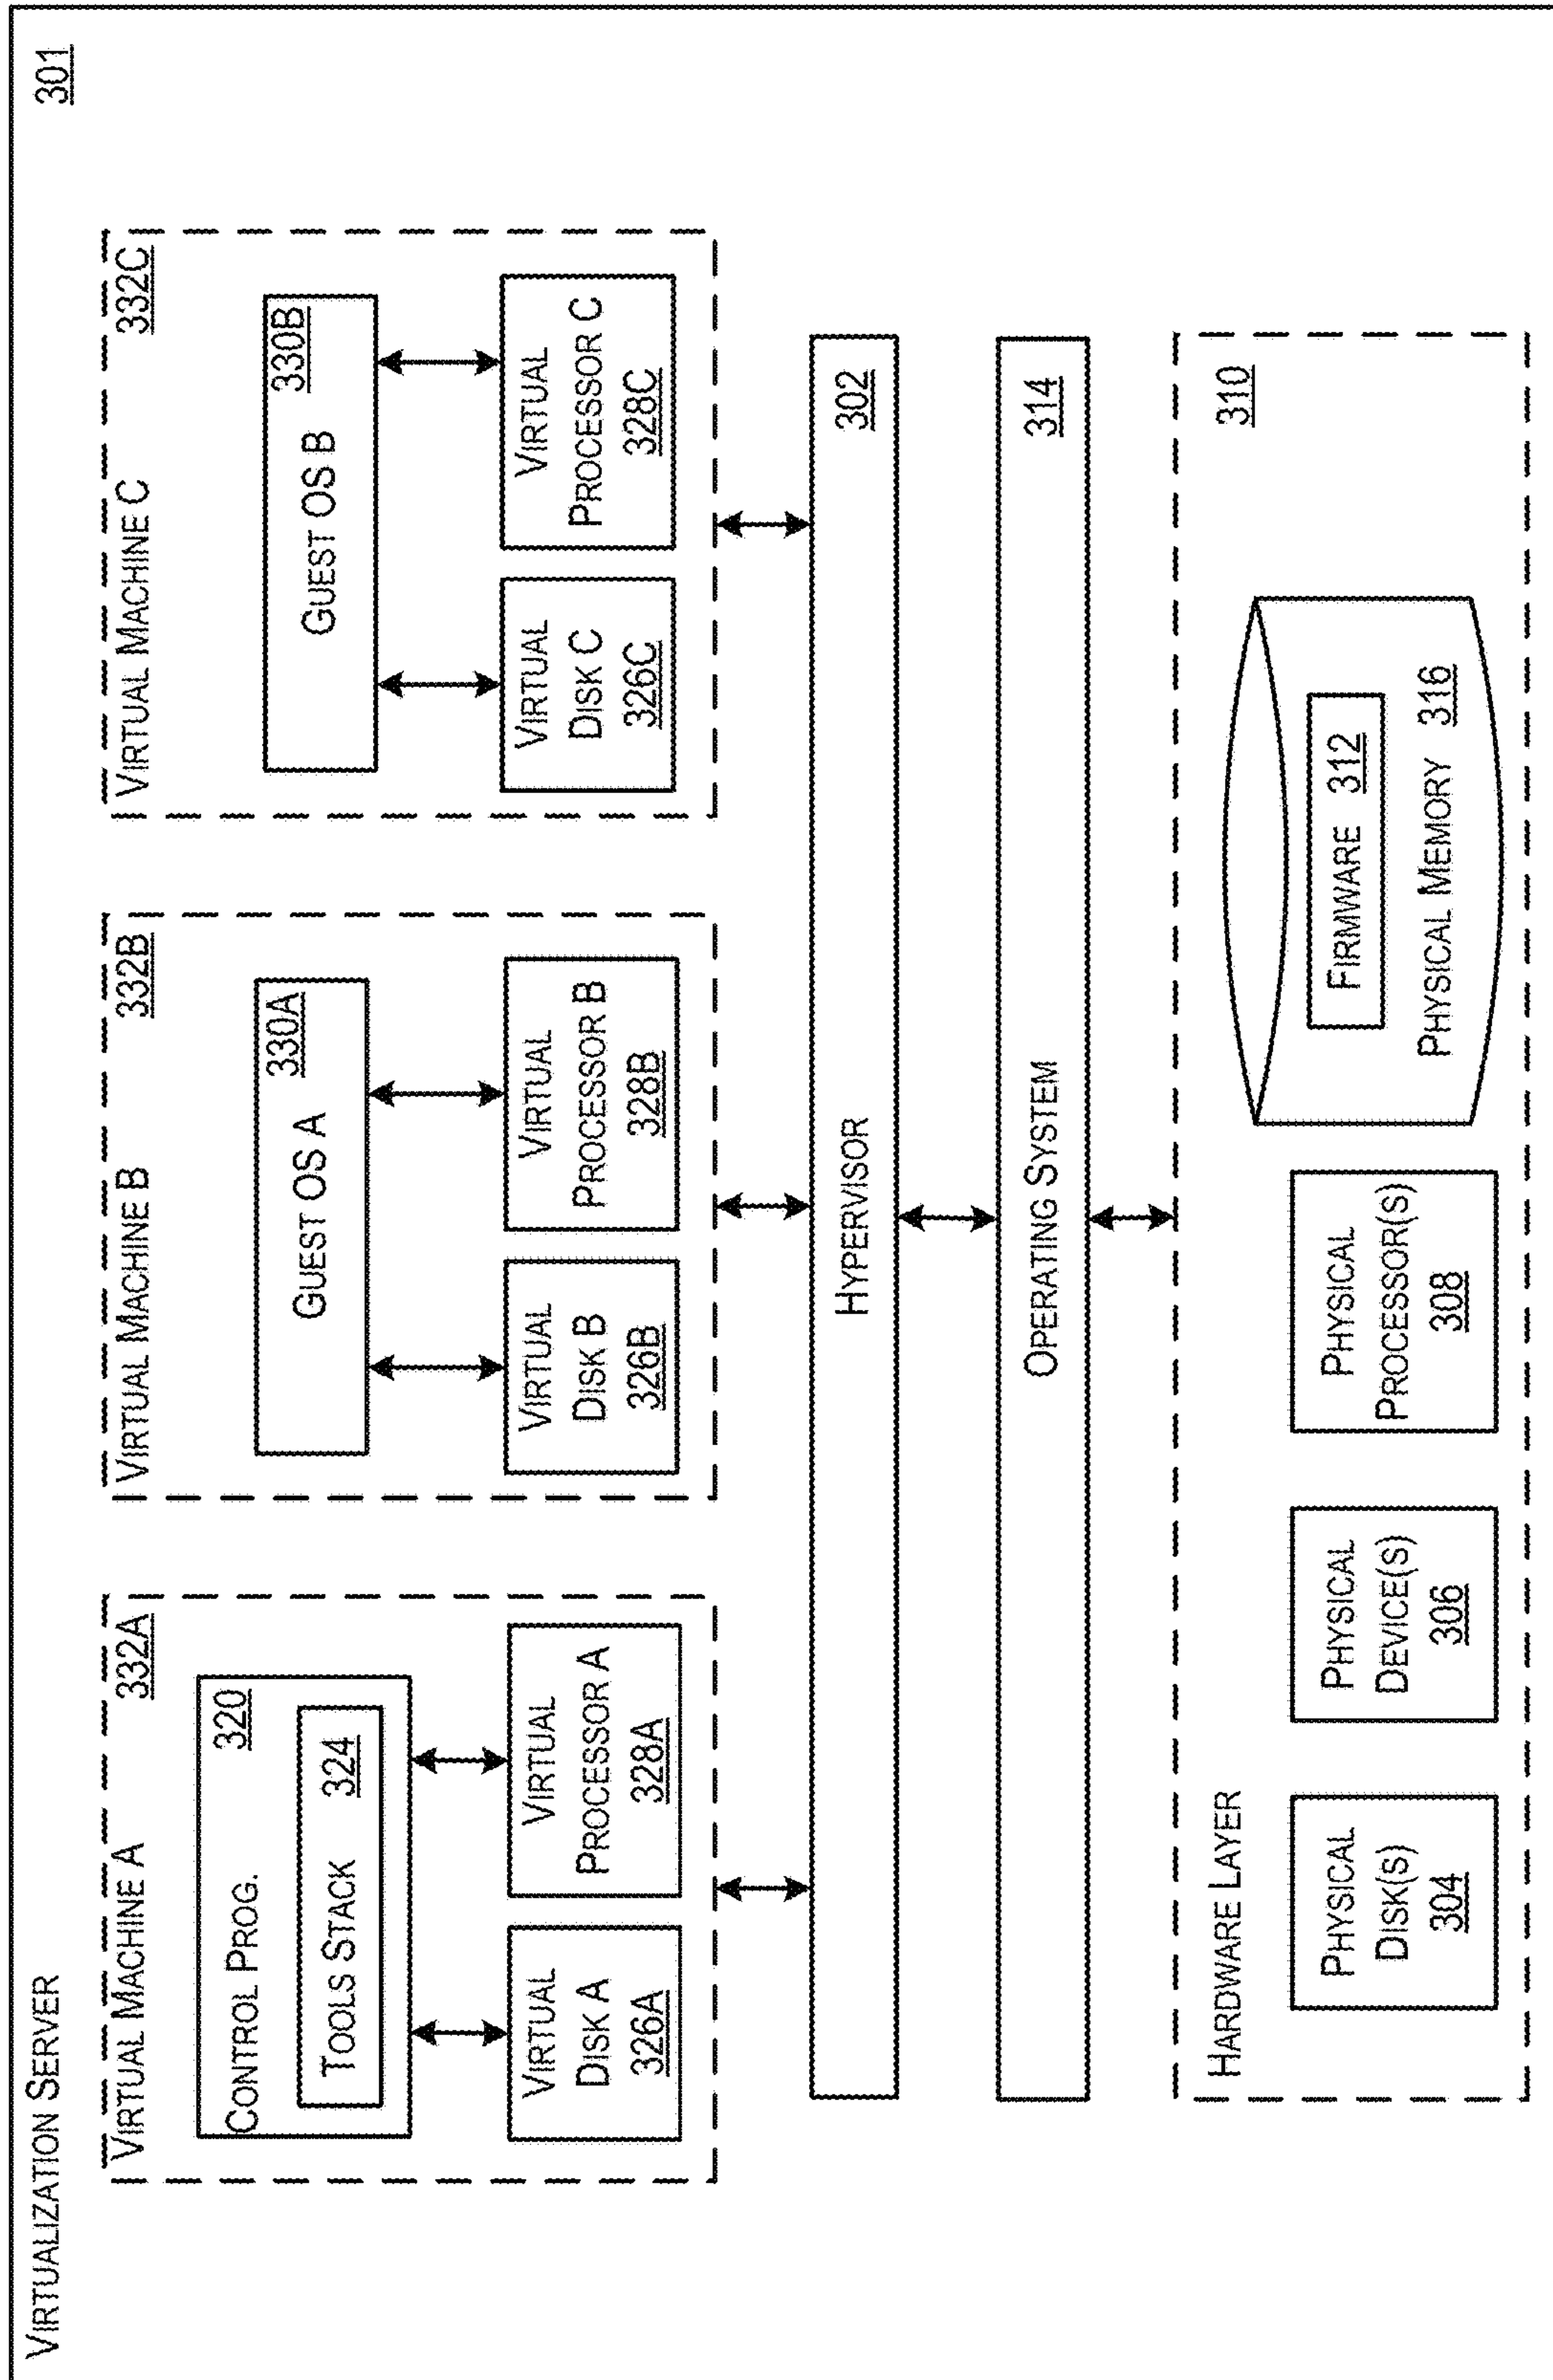 VIRTUALIZATION SERVER
301
VIRTUAL MACHINE A
332A
CONTROL PROG.
320
TOOLS STACK
324
VIRTUAL
DISK A
326A
VIRTUAL
PROCESSOR A
328A
VIRTUAL MACHINE B
332B
GUEST OS A
330A
VIRTUAL
DISK B
326B
VIRTUAL
PROCESSOR B
328B
VIRTUAL MACHINE C
332C
GUEST OS B
330B
VIRTUAL
DISK C
326C
VIRTUAL
PROCESSOR C
328C
HYPERVISOR
302
OPERATING SYSTEM
314
HARDWARE LAYER
310
PHYSICAL
DISK(S)
304
PHYSICAL
DEVICE(S)
306
PHYSICAL
PROCESSOR(S)
308
FIRMWARE 312
PHYSICAL MEMORY 316